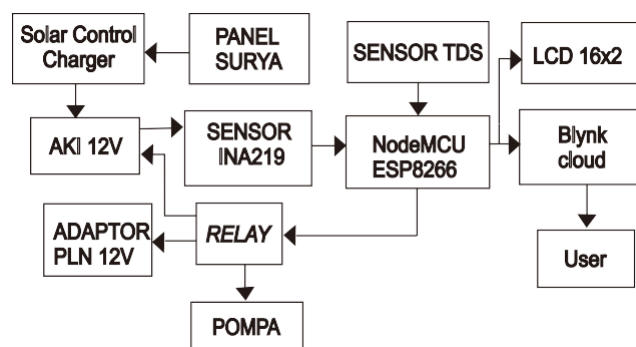 Solar Control
Charger
PANEL
SURYA
SENSOR TDS
LCD 16x2
AKI 12V
SENSOR
INA219
NodeMCU
ESP8266
Blynk
cloud
ADAPTOR
PLN 12V
RELAY
User
POMPA